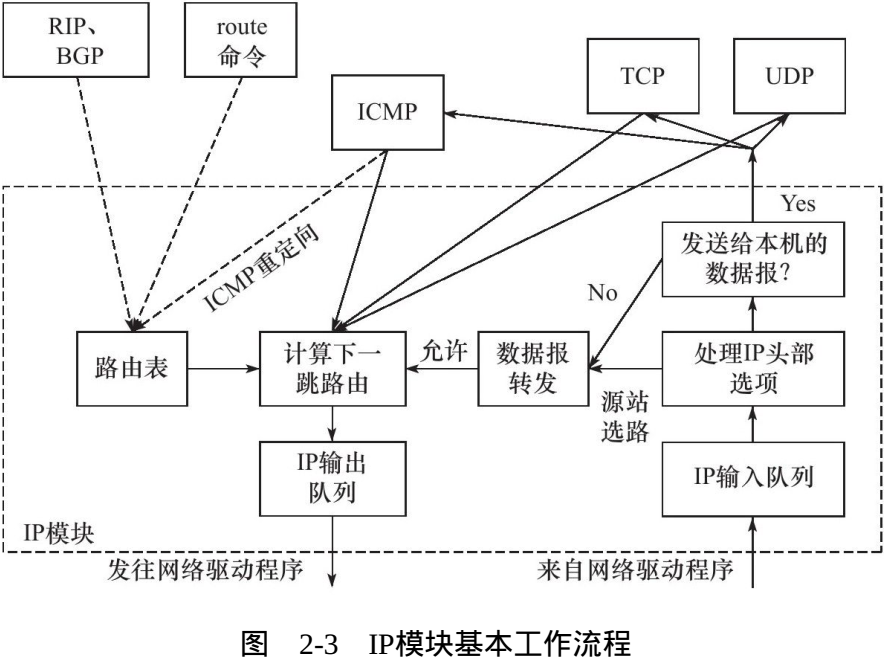 RIP、
BGP
route
命令
ICMP
TCP
UDP
Yes
发送给本机的
数据报?
ICMP重定向
No
路由表
计算下一
跳路由
允许
数据报
转发
处理IP头部
选项
源站
选路
IP输出
队列
IP输入队列
IP模块
发往网络驱动程序
来自网络驱动程序
图 2-3 IP模块基本工作流程